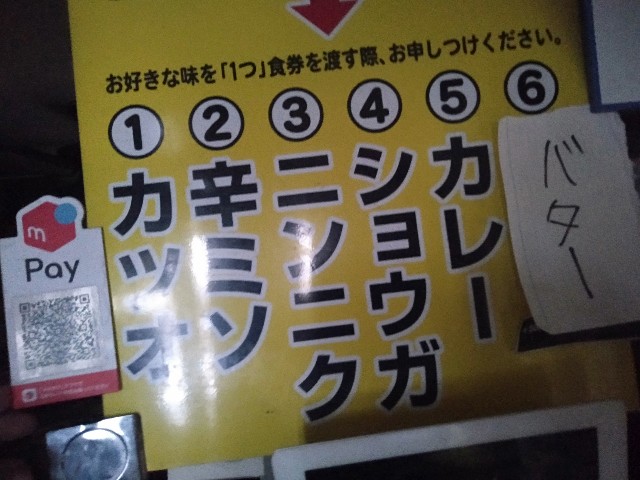 お好きな味を「1つ」食券を渡す際、お申しつけください。
① カツオ
② 辛ミソ
③ ニンニク
④ ショウガ
⑤ カレー
⑥ バター
m
Pay